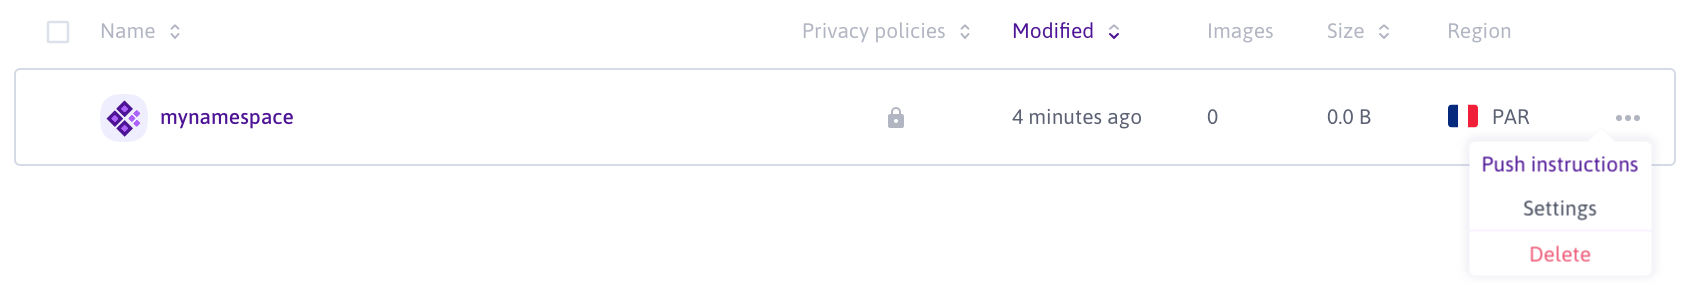 Name Privacy policies Modified Images Size Region
mynamespace 4 minutes ago 0 0.0 B PAR
Push instructions
Settings
Delete